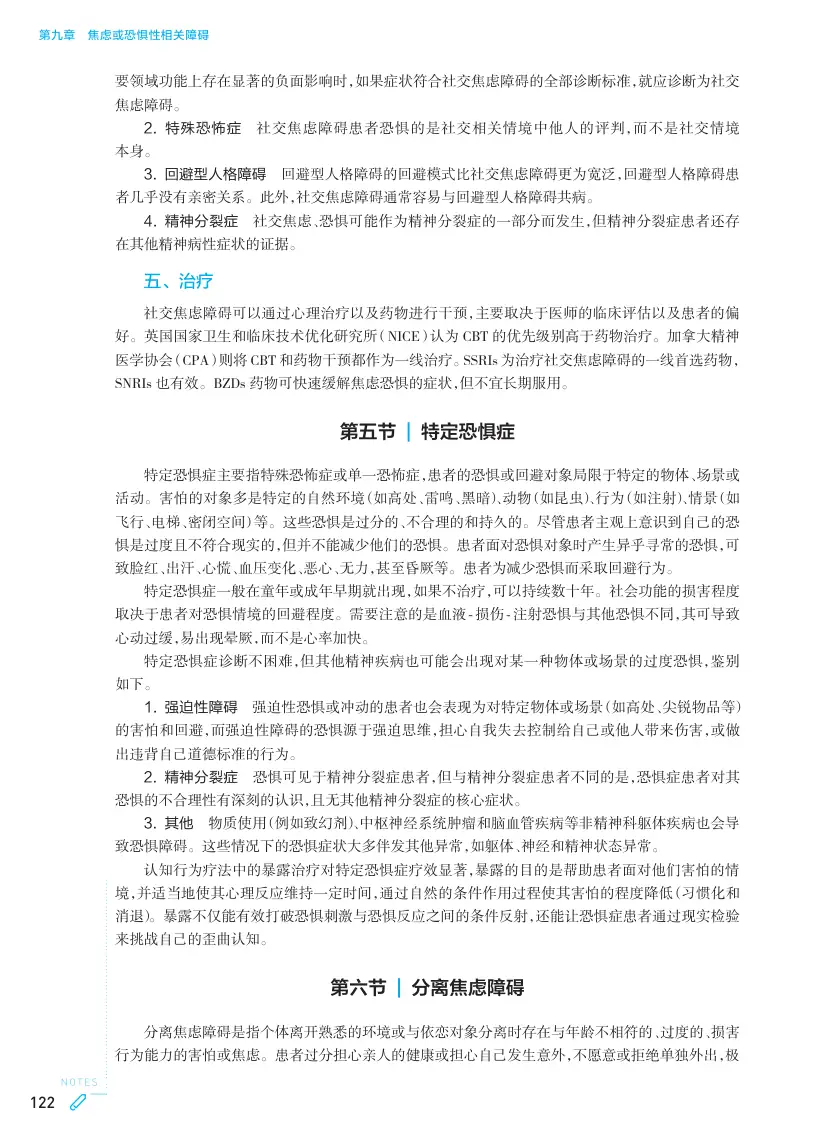 第九章 焦虑或恐惧性相关障碍
要领域功能上存在显著的负面影响时,如果症状符合社交焦虑障碍的全部诊断标准,就应诊断为社交
焦虑障碍。
2. 特殊恐怖症 社交焦虑障碍患者恐惧的是社交相关情境中他人的评判,而不是社交情境
本身。
3. 回避型人格障碍 回避型人格障碍的回避模式比社交焦虑障碍更为宽泛,回避型人格障碍患
者几乎没有亲密关系。此外,社交焦虑障碍通常容易与回避型人格障碍共病。
4. 精神分裂症 社交焦虑、恐惧可能作为精神分裂症的一部分而发生,但精神分裂症患者还存
在其他精神病性症状的证据。
五、治疗
社交焦虑障碍可以通过心理治疗以及药物进行干预,主要取决于医师的临床评估以及患者的偏
好。英国国家卫生和临床技术优化研究所(NICE)认为 CBT 的优先级别高于药物治疗。加拿大精神
医学协会(CPA)则将 CBT 和药物干预都作为一线治疗。SSRIs 为治疗社交焦虑障碍的一线首选药物,
SNRIs 也有效。BZDs 药物可快速缓解焦虑恐惧的症状,但不宜长期服用。
第五节 | 特定恐惧症
特定恐惧症主要指特殊恐怖症或单一恐怖症,患者的恐惧或回避对象局限于特定的物体、场景或
活动。害怕的对象多是特定的自然环境(如高处、雷鸣、黑暗)、动物(如昆虫)、行为(如注射)、情景(如
飞行、电梯、密闭空间)等。这些恐惧是过分的、不合理的和持久的。尽管患者主观上意识到自己的恐
惧是过度且不符合现实的,但并不能减少他们的恐惧。患者面对恐惧对象时产生异乎寻常的恐惧,可
致脸红、出汗、心慌、血压变化、恶心、无力,甚至昏厥等。患者为减少恐惧而采取回避行为。
特定恐惧症一般在童年或成年早期就出现,如果不治疗,可以持续数十年。社会功能的损害程度
取决于患者对恐惧情境的回避程度。需要注意的是血液-损伤-注射恐惧与其他恐惧不同,其可导致
心动过缓,易出现晕厥,而不是心率加快。
特定恐惧症诊断不困难,但其他精神疾病也可能会出现对某一种物体或场景的过度恐惧,鉴别
如下。
1. 强迫性障碍 强迫性恐惧或冲动的患者也会表现为对特定物体或场景(如高处、尖锐物品等)
的害怕和回避,而强迫性障碍的恐惧源于强迫思维,担心自我失去控制给自己或他人带来伤害,或做
出违背自己道德标准的行为。
2. 精神分裂症 恐惧可见于精神分裂症患者,但与精神分裂症患者不同的是,恐惧症患者对其
恐惧的不合理性有深刻的认识,且无其他精神分裂症的核心症状。
3. 其他 物质使用(例如致幻剂)、中枢神经系统肿瘤和脑血管疾病等非精神科躯体疾病也会导
致恐惧障碍。这些情况下的恐惧症状大多伴发其他异常,如躯体、神经和精神状态异常。
认知行为疗法中的暴露治疗对特定恐惧症疗效显著,暴露的目的是帮助患者面对他们害怕的情
境,并适当地使其心理反应维持一定时间,通过自然的条件作用过程使其害怕的程度降低(习惯化和
消退)。暴露不仅能有效打破恐惧刺激与恐惧反应之间的条件反射,还能让恐惧症患者通过现实检验
来挑战自己的歪曲认知。
第六节 | 分离焦虑障碍
分离焦虑障碍是指个体离开熟悉的环境或与依恋对象分离时存在与年龄不相符的、过度的、损害
行为能力的害怕或焦虑。患者过分担心亲人的健康或担心自己发生意外,不愿意或拒绝单独外出,极
NOTES
122